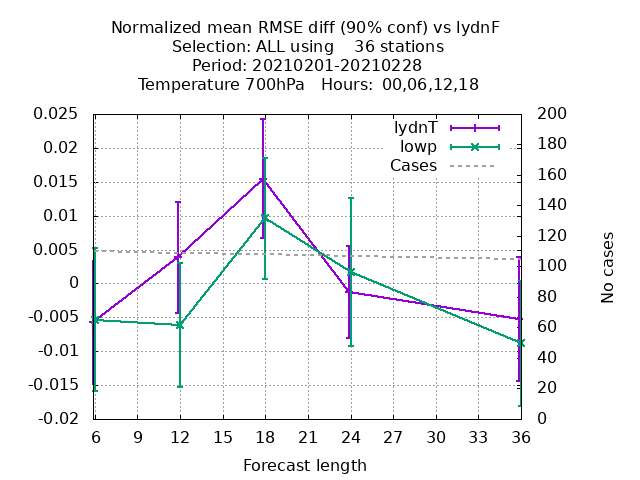 Normalized mean RMSE diff (90% conf) vs lydnF
Selection: ALL using    36 stations
Period: 20210201-20210228
Temperature 700hPa   Hours:  00,06,12,18
0.025
0.02
0.015
0.01
0.005
0
-0.005
-0.01
-0.015
-0.02
lydnT
lowp
Cases
200
180
160
140
120
100
80
60
40
20
0
No cases
6 9 12 15 18 21 24 27 30 33 36
Forecast length